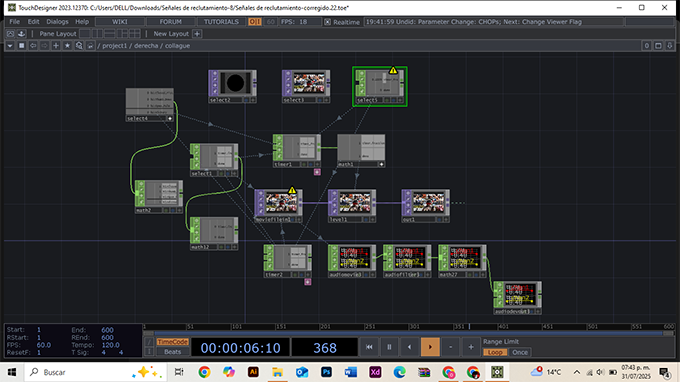 TouchDesigner 2023.12370: C:/Users/DELL/Downloads/Señales de reclutamiento-8/Señales de reclutamiento-corregido.22.toe*
File Edit Dialogs Help WIKI FORUM TUTORIALS OII FPS: 18 Realtime 19:41:59 Undid: Parameter Change: CHOPs; Next: Change Viewer Flag
Pane Layout New Layout +
/ project1 / derecha / collague
select2 select3 select5
select4
timer1 math1
select1
math2
moviefilein1 level1 out1
math12
timer2 audiomovie3 audiofilter1 math27
audiodevout1
1 51 101 151 201 251 301 351 401 451 501 551 600
Start: 1 End: 600
RStart: 1 REnd: 600
FPS: 60.0 Tempo: 120.0
ResetF: 1 T Sig: 4 4
TimeCode
Beats
00:00:06:10 368
Range Limit
Loop Once
Buscar
14°C
07:43 p. m.
31/07/2025